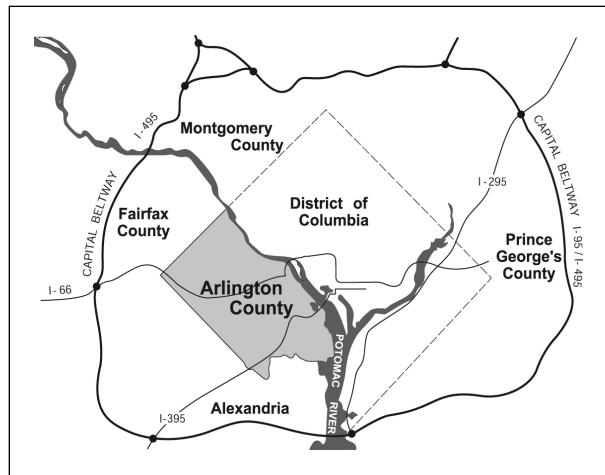 I-495
Montgomery
County
CAPITAL BELTWAY
Fairfax
County
District of
Columbia
I-295
CAPITAL BELTWAY I-95 / I-495
Prince
George's
County
I-66
Arlington
County
POTOMAC
RIVER
Alexandria
I-395